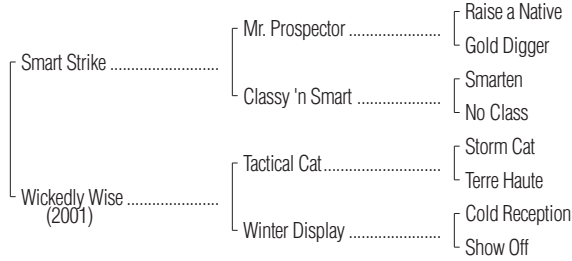 Raise a Native
Mr. Prospector ........................
Gold Digger
Smart Strike ............................
Smarten
Classy 'n Smart ......................
No Class
Storm Cat
Tactical Cat..............................
Terre Haute
Wickedly Wise ........................
(2001)
Cold Reception
Winter Display ........................
Show Off